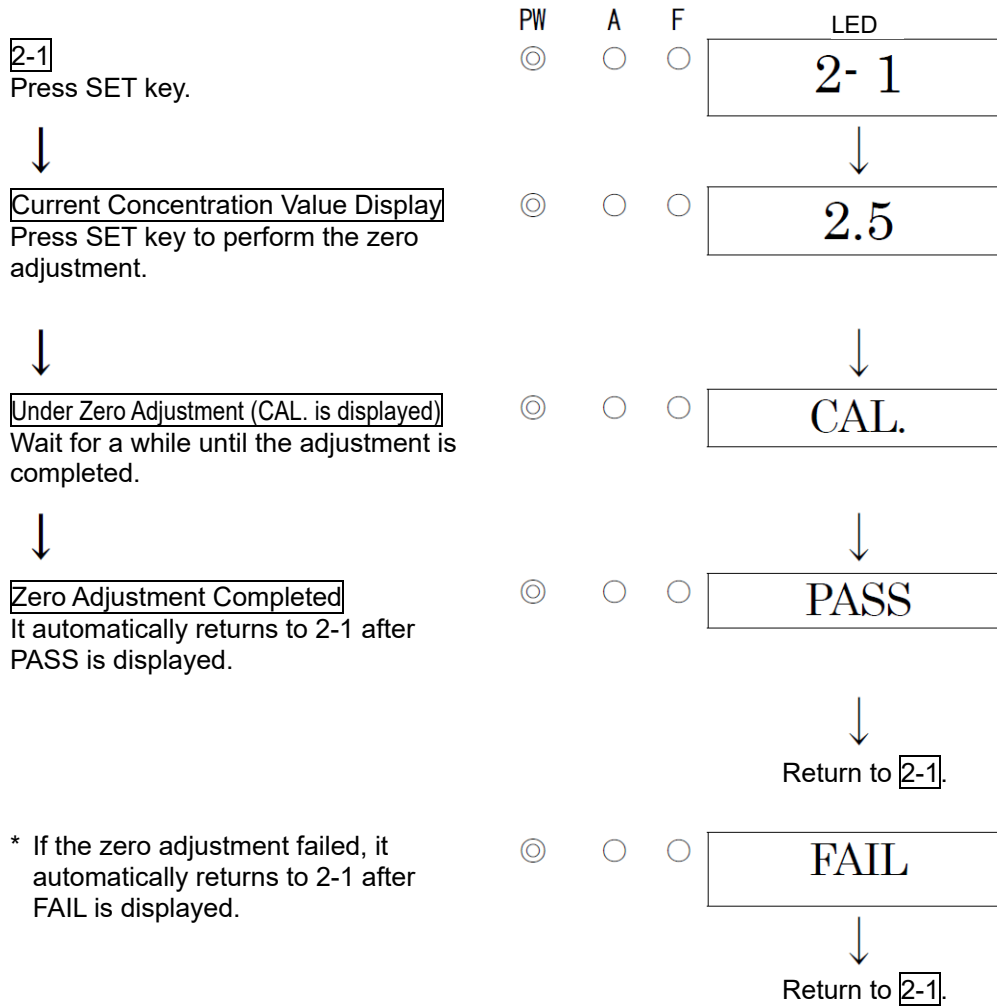 PW A F LED
2-1
Press SET key.
2- 1
Current Concentration Value Display
Press SET key to perform the zero
adjustment.
2.5
Under Zero Adjustment (CAL. is displayed)
Wait for a while until the adjustment is
completed.
CAL.
Zero Adjustment Completed
It automatically returns to 2-1 after
PASS is displayed.
PASS
Return to 2-1.
* If the zero adjustment failed, it
automatically returns to 2-1 after
FAIL is displayed.
FAIL
Return to 2-1.